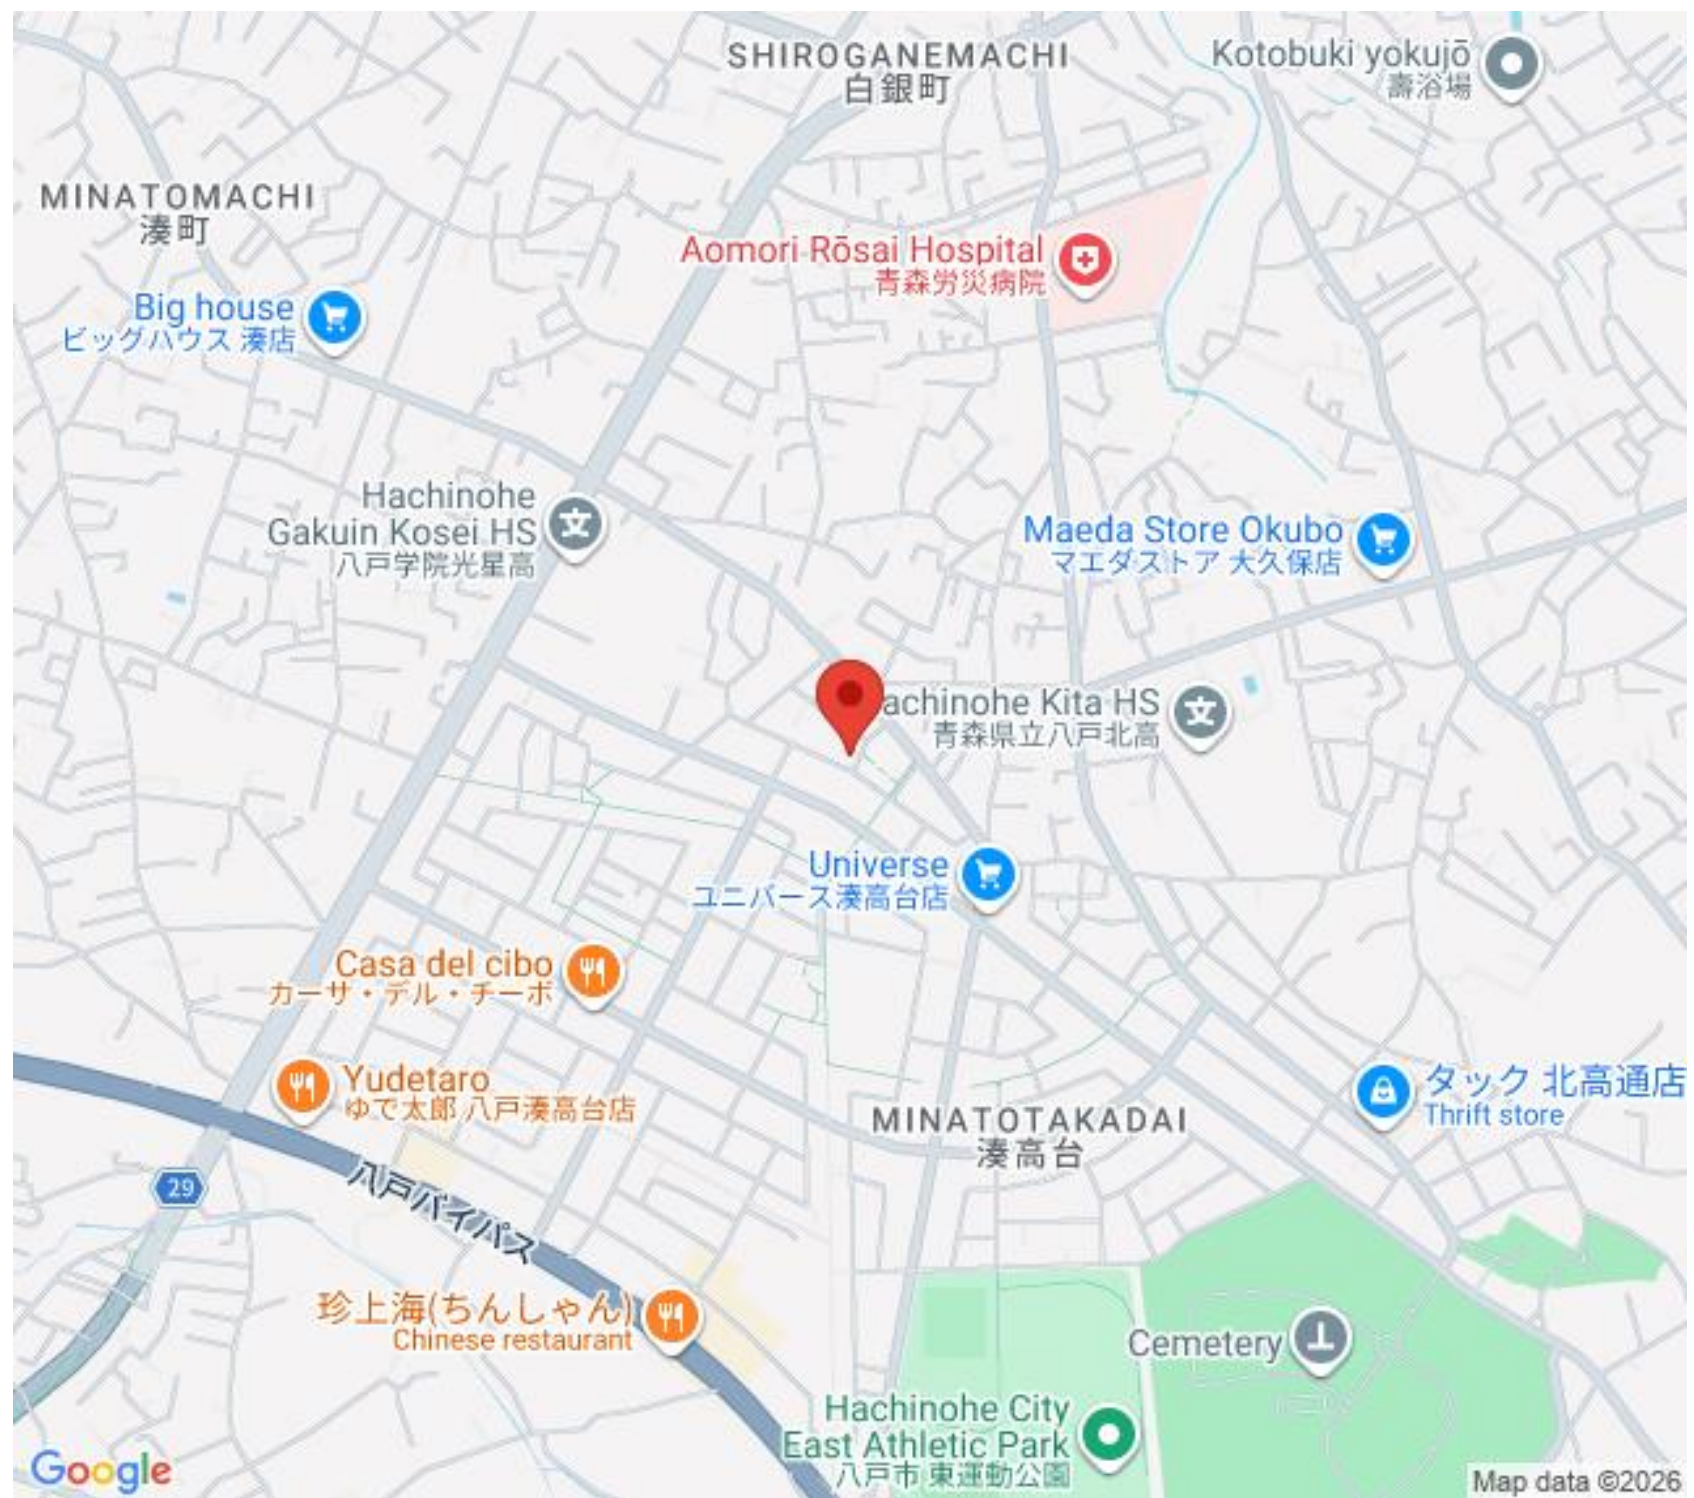 SHIROGANEMACHI
白銀町
Kotobuki yokujō
壽浴場
MINATOMACHI
湊町
Aomori Rōsai Hospital
青森労災病院
Big house
ビッグハウス 湊店
Hachinohe
Gakuin Kosei HS
八戸学院光星高
Maeda Store Okubo
マエダストア 大久保店
achinohe Kita HS
青森県立八戸北高
Universe
ユニバース湊高台店
Casa del cibo
カーサ・デル・チーボ
Yudetaro
ゆで太郎 八戸湊高台店
タック 北高通店
Thrift store
MINATOTAKADAI
湊高台
29
八戸バイパス
珍上海(ちんしゃん)
Chinese restaurant
Cemetery
Hachinohe City
East Athletic Park
八戸市 東運動公園
Google
Map data ©2026